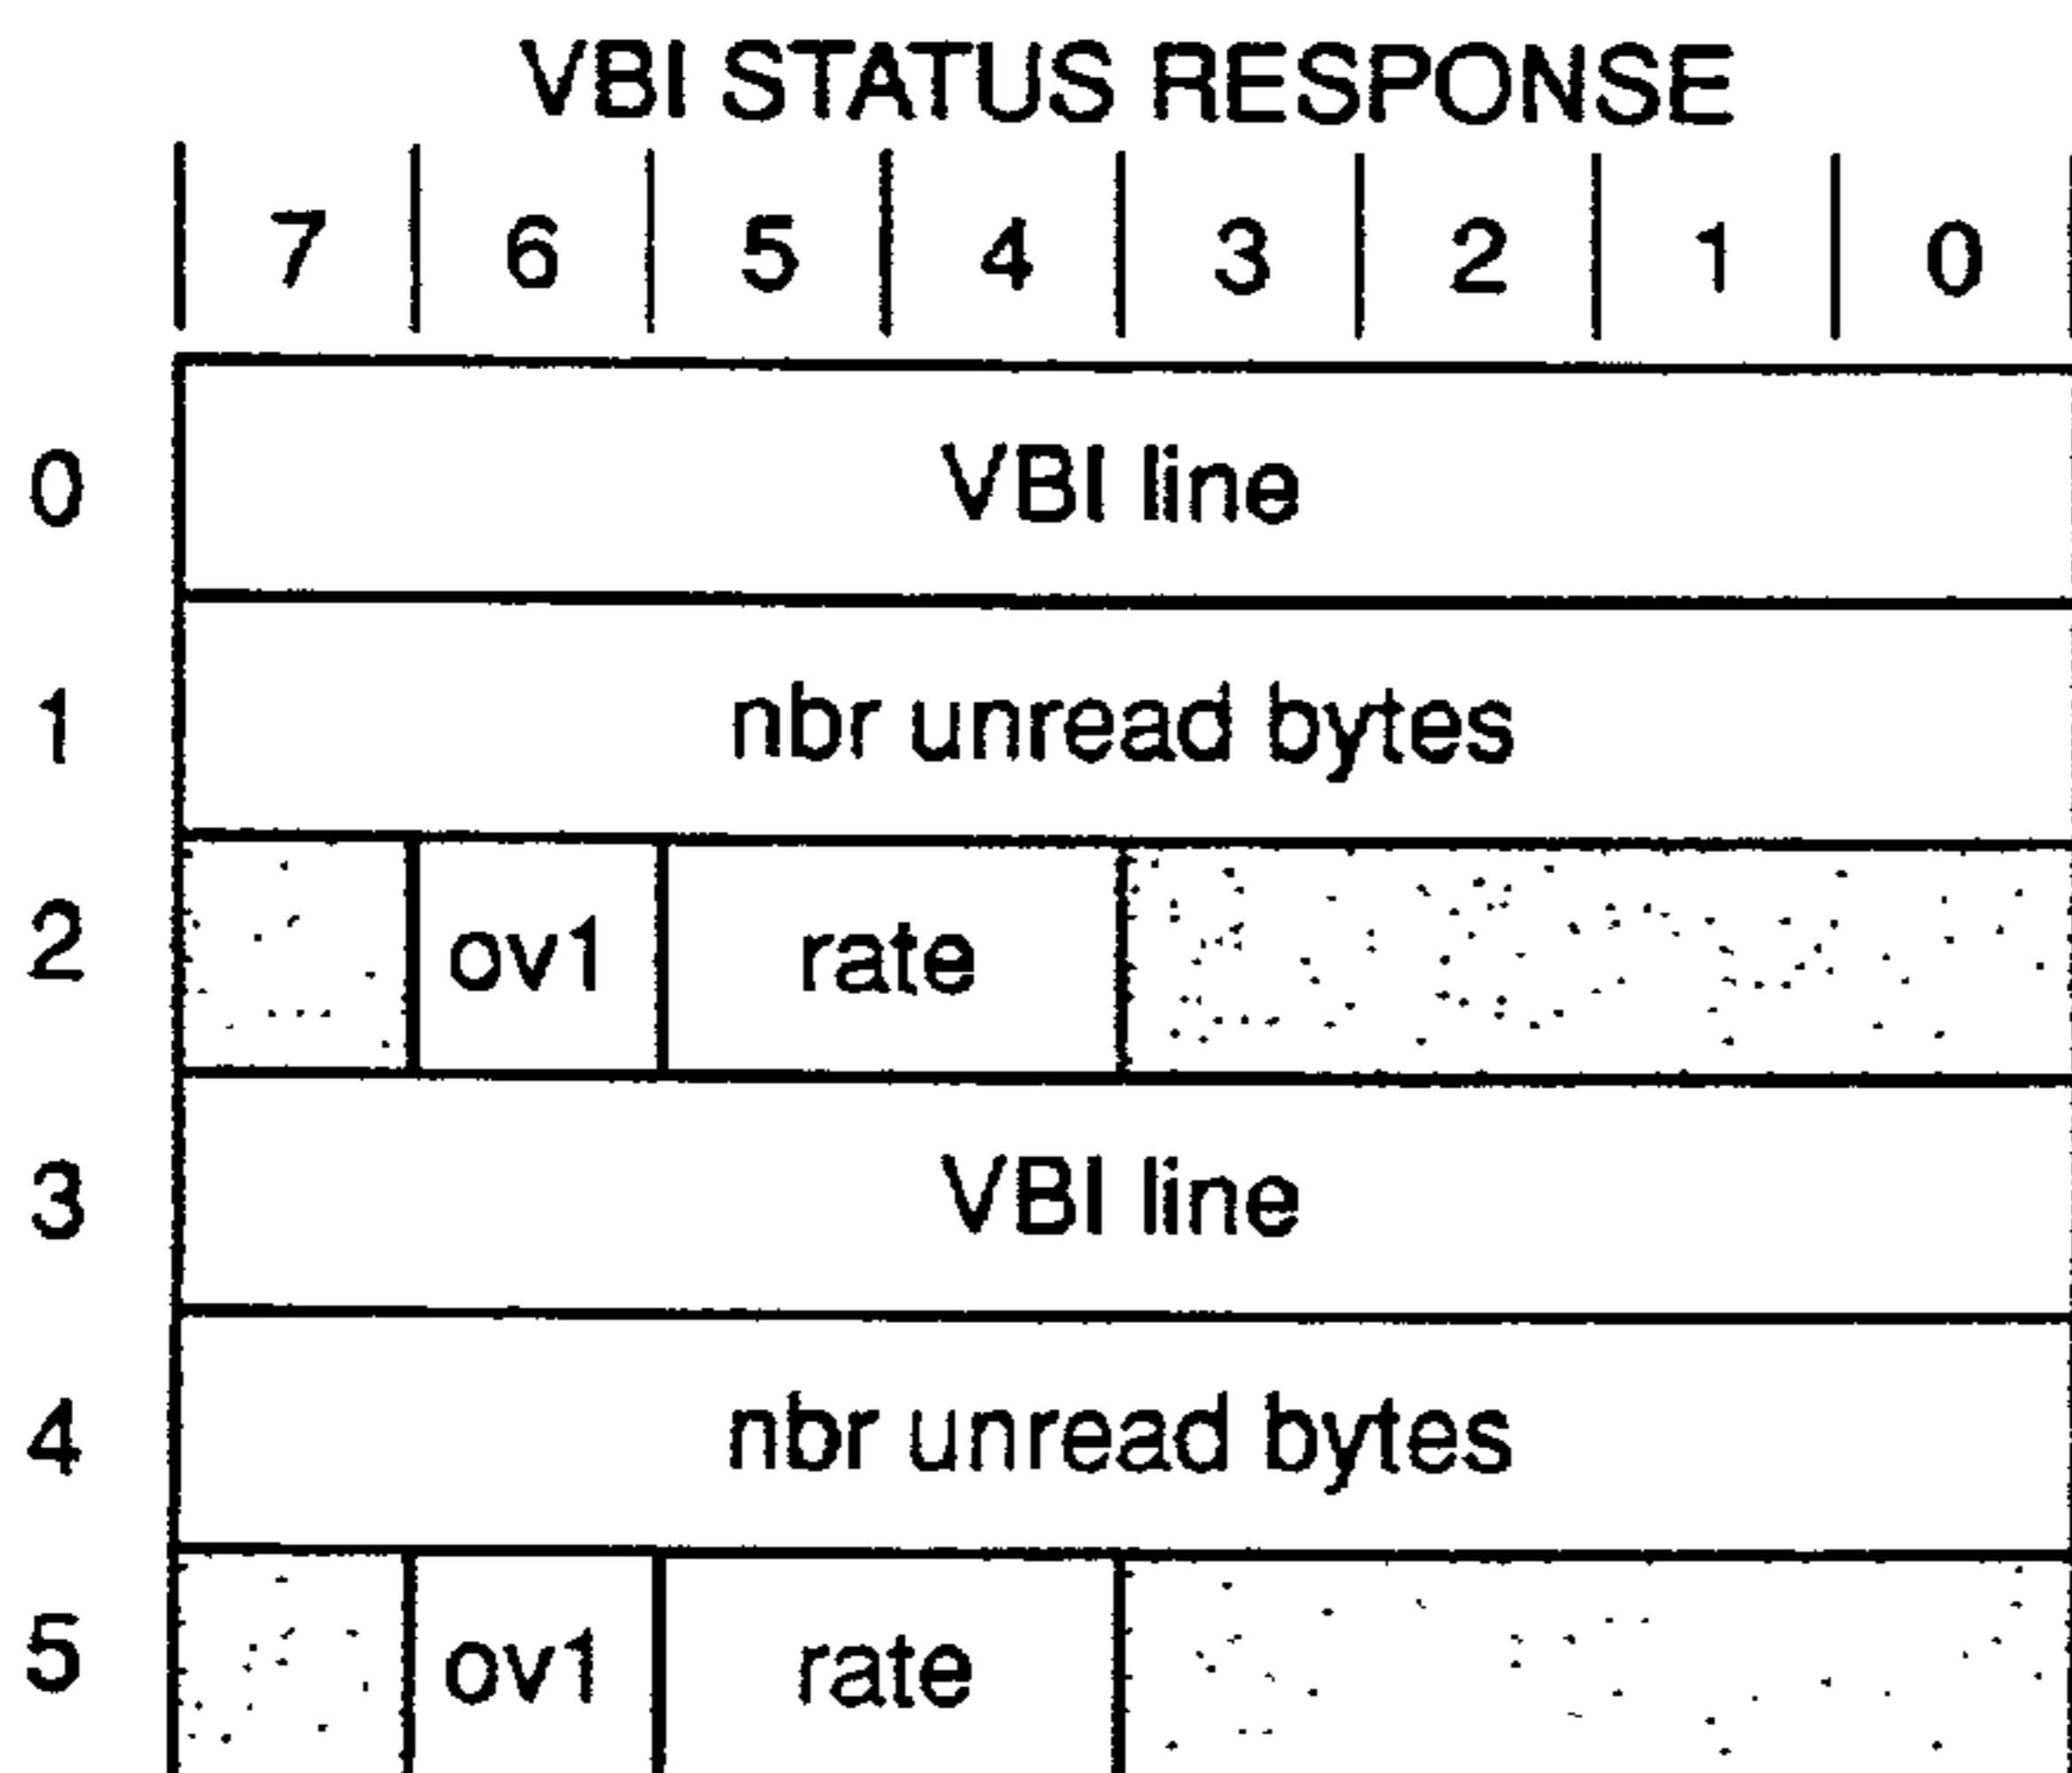 VBI STATUS RESPONSE
7 6 5 4 3 2 1 0
0 VBI line
1 nbr unread bytes
2 ov1 rate
3 VBI line
4 nbr unread bytes
5 ov1 rate